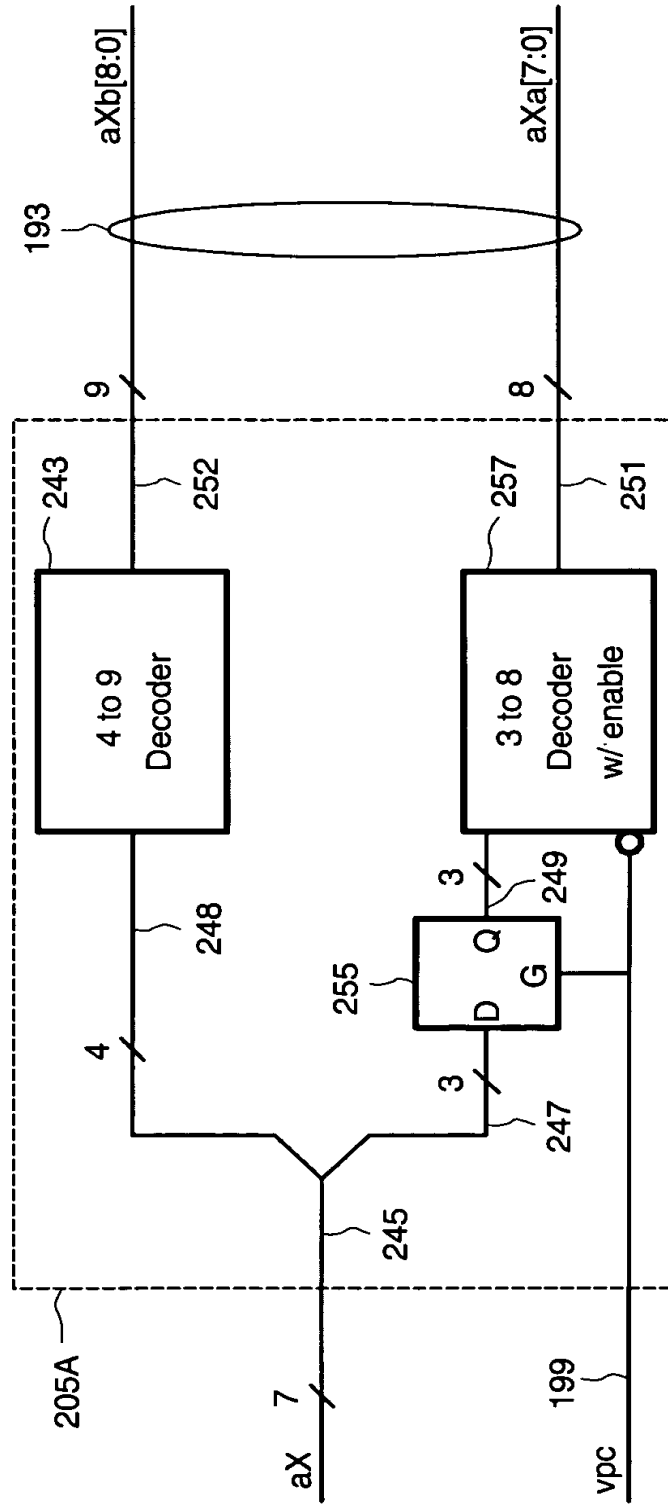 205A
aX
7
245
4
248
4 to 9
Decoder
243
252
9
193
aXb[8:0]
247
3
255
D
Q
G
3
249
3 to 8
Decoder
w/ enable
257
251
8
aXa[7:0]
vpc
199